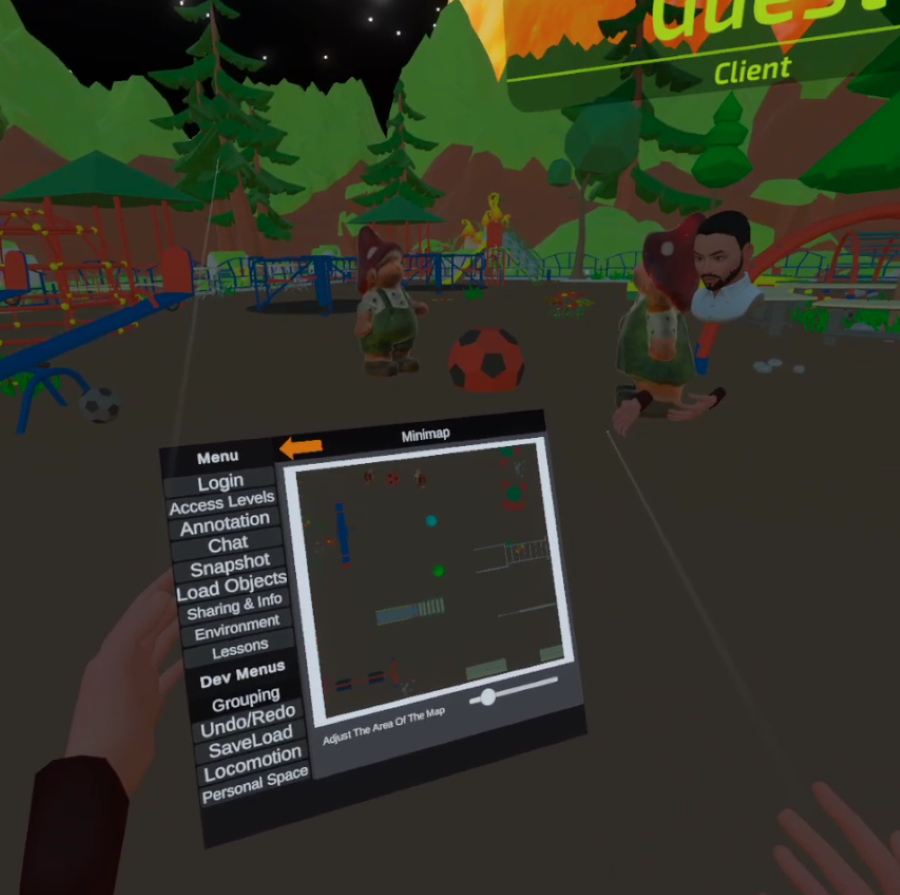 Quest
Client
Menu
Minimap
Login
Access Levels
Annotation
Chat
Snapshot
Load Objects
Sharing & Info
Environment
Lessons
Dev Menus
Grouping
Undo/Redo
SaveLoad
Locomotion
Personal Space
Adjust The Area Of The Map